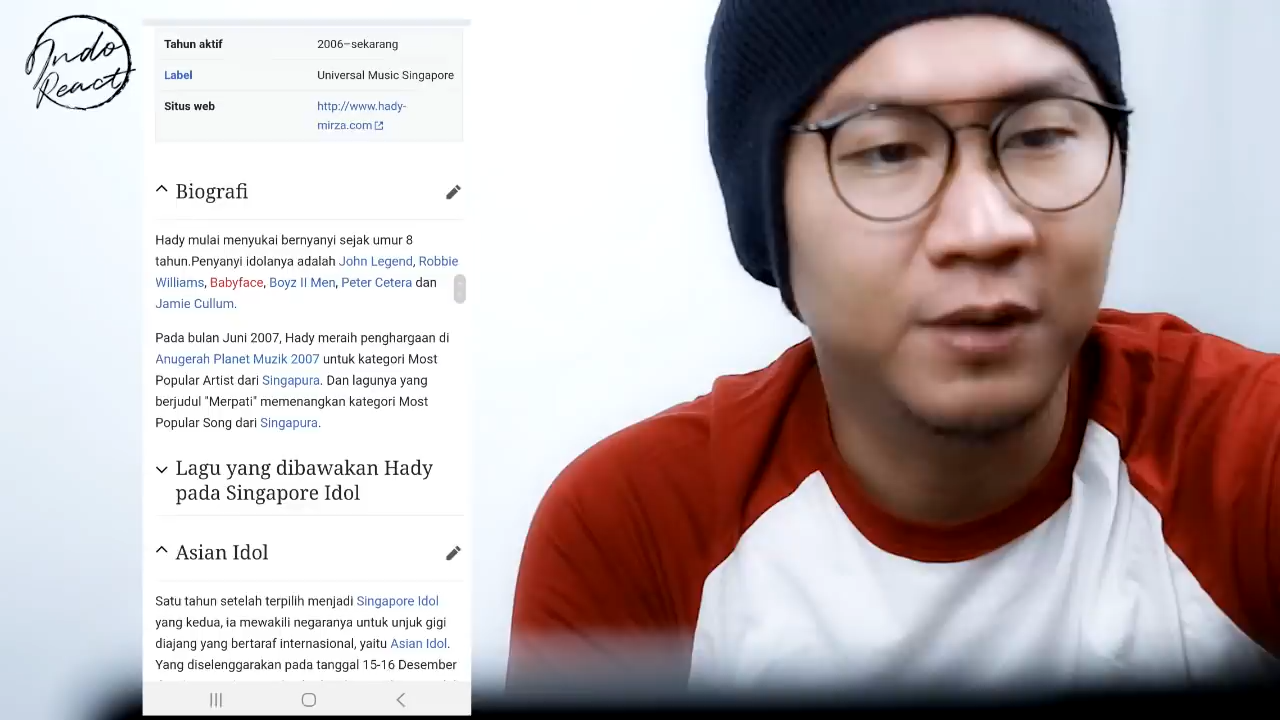 Indo
React
Tahun aktif 2006–sekarang
Label Universal Music Singapore
Situs web http://www.hady-
mirza.com
Biografi
Hady mulai menyukai bernyanyi sejak umur 8
tahun.Penyanyi idolanya adalah John Legend, Robbie
Williams, Babyface, Boyz II Men, Peter Cetera dan
Jamie Cullum.
Pada bulan Juni 2007, Hady meraih penghargaan di
Anugerah Planet Muzik 2007 untuk kategori Most
Popular Artist dari Singapura. Dan lagunya yang
berjudul "Merpati" memenangkan kategori Most
Popular Song dari Singapura.
Lagu yang dibawakan Hady
pada Singapore Idol
Asian Idol
Satu tahun setelah terpilih menjadi Singapore Idol
yang kedua, ia mewakili negaranya untuk unjuk gigi
diajang yang bertaraf internasional, yaitu Asian Idol.
Yang diselenggarakan pada tanggal 15-16 Desember